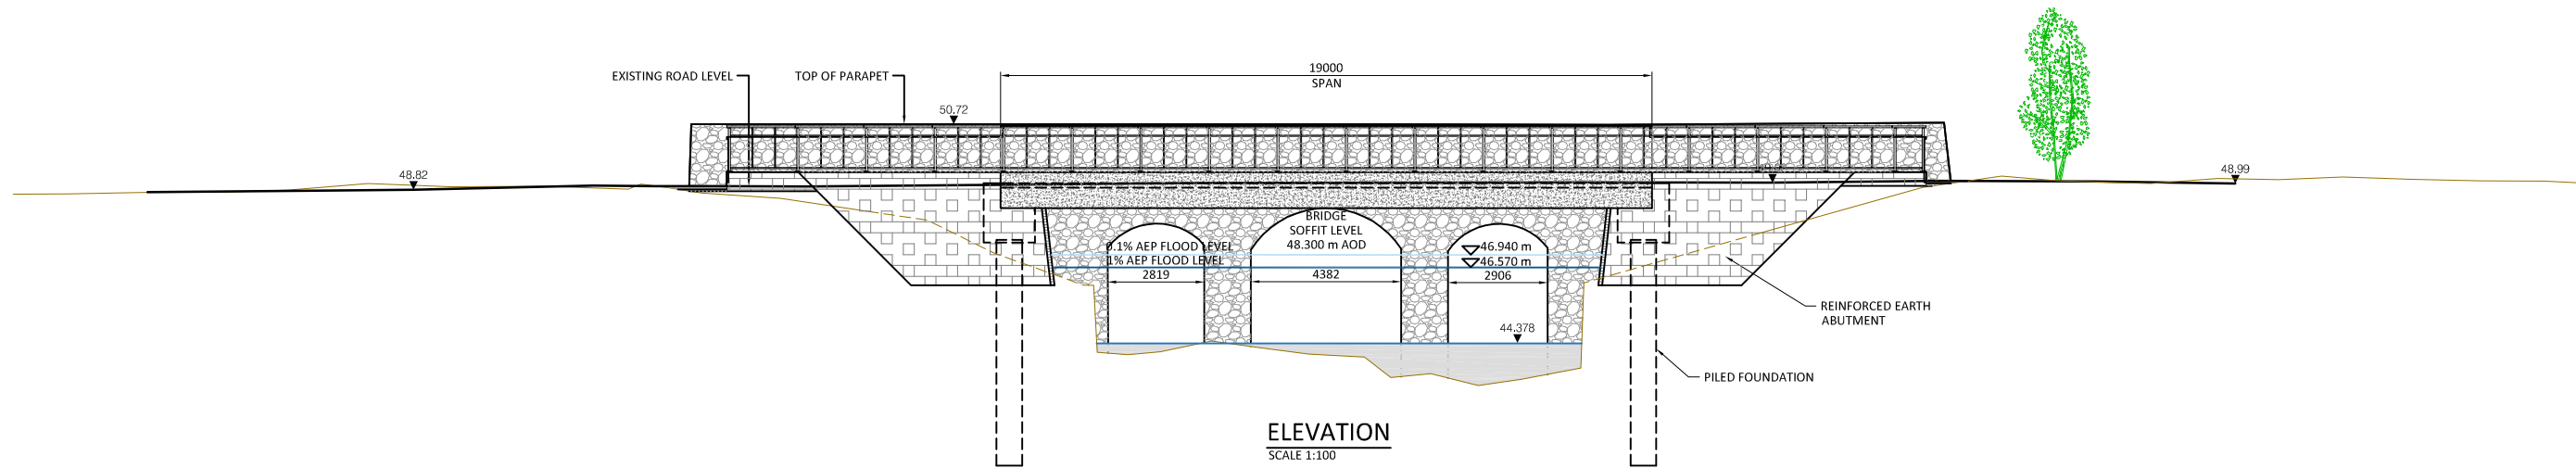 19000
SPAN
EXISTING ROAD LEVEL
TOP OF PARAPET
50.72
48.82
48.99
BRIDGE
SOFFIT LEVEL
48.300 m AOD
0.1% AEP FLOOD LEVEL
46.940 m
1% AEP FLOOD LEVEL
46.570 m
2819
4382
2906
REINFORCED EARTH
ABUTMENT
44.378
PILED FOUNDATION
ELEVATION
SCALE 1:100